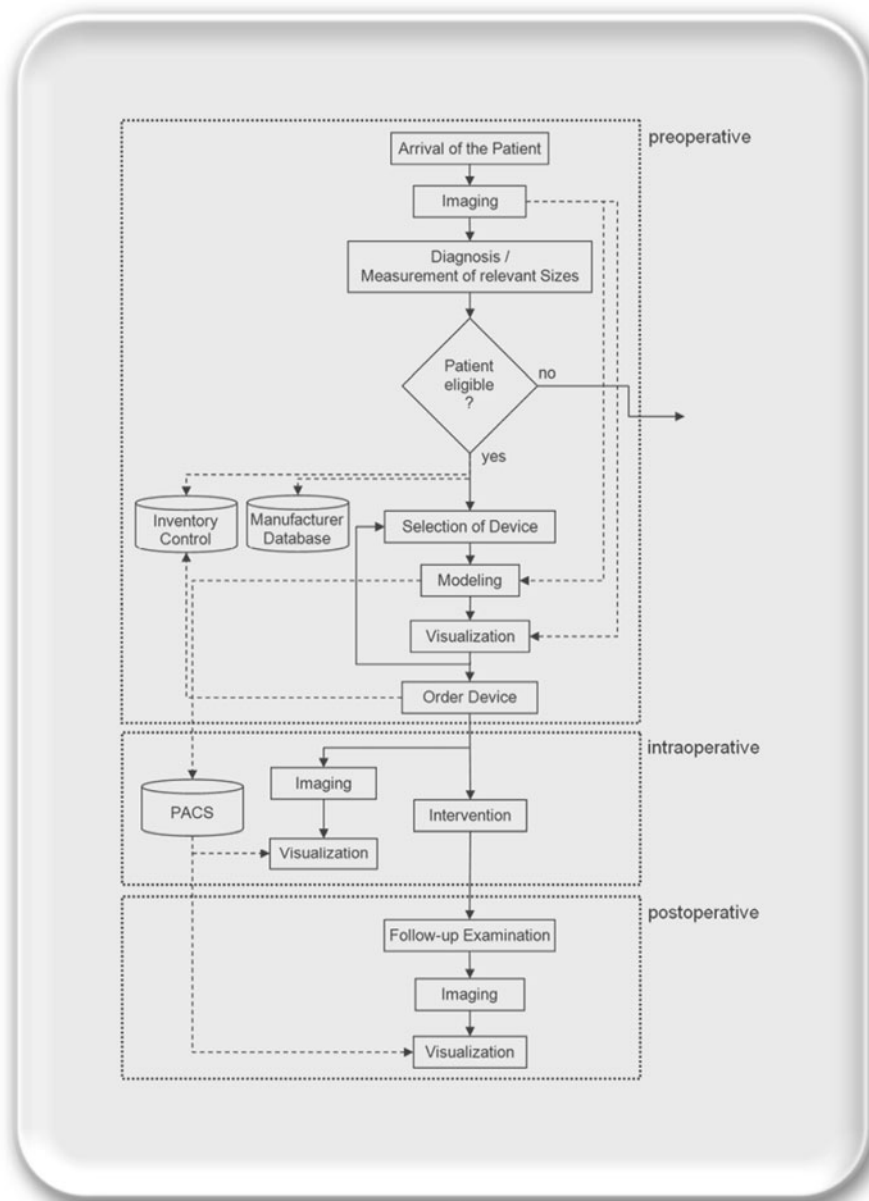 preoperative
Arrival of the Patient
Imaging
Diagnosis /
Measurement of relevant Sizes
Patient
eligible
?
no
yes
Inventory
Control
Manufacturer
Database
Selection of Device
Modeling
Visualization
Order Device
intraoperative
Imaging
PACS
Intervention
Visualization
postoperative
Follow-up Examination
Imaging
Visualization